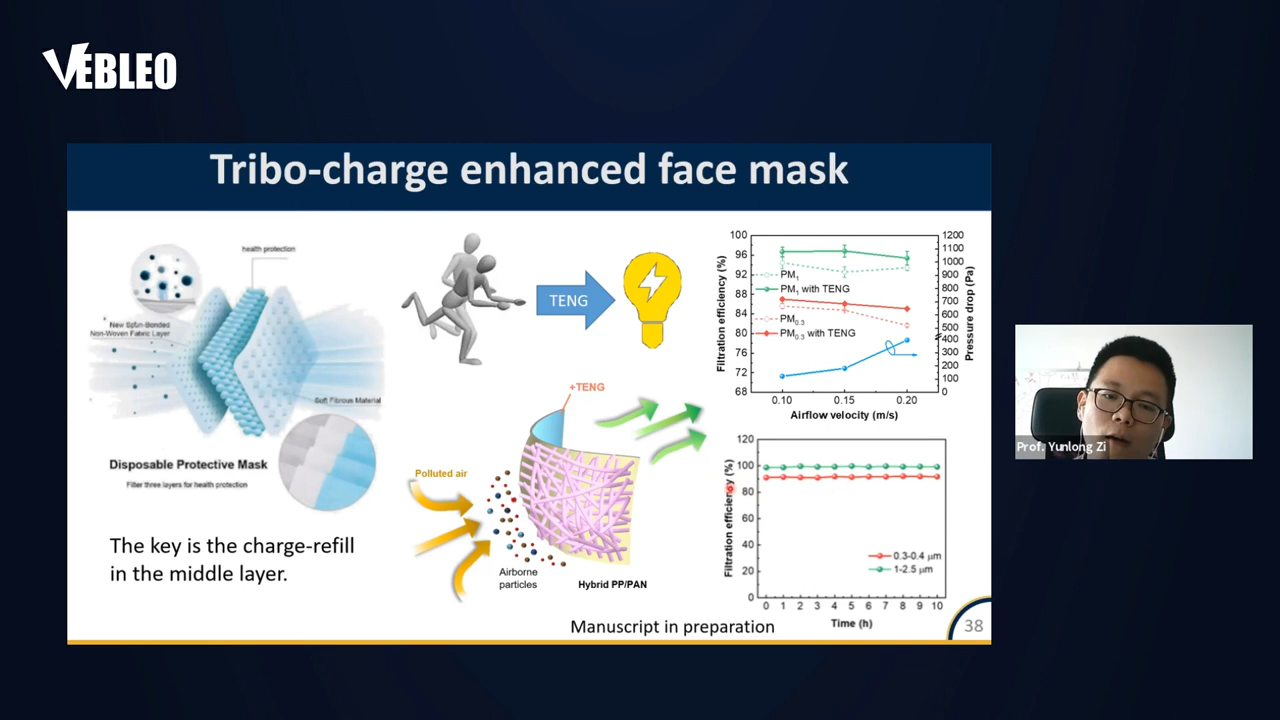 VEBLEO
Tribo-charge enhanced face mask
health protection
New Spun-Bonded
Non-Woven Fabric Layer
Soft Fibrous Material
Disposable Protective Mask
Filter three layers for health protection
The key is the charge-refill
in the middle layer.
TENG
+TENG
Polluted air
Airborne
particles
Hybrid PP/PAN
Manuscript in preparation
Filtration efficiency (%)
100
96
92
88
84
80
76
72
68
PM1
PM1 with TENG
PM0.3
PM0.3 with TENG
1200
1100
1000
900
800
700
600
500
400
300
200
100
0
Pressure drop (Pa)
0.10 0.15 0.20
Airflow velocity (m/s)
Filtration efficiency (%)
120
100
80
60
40
20
0
0.3-0.4 μm
1-2.5 μm
0 1 2 3 4 5 6 7 8 9 10
Time (h)
38
Prof. Yunlong Zi